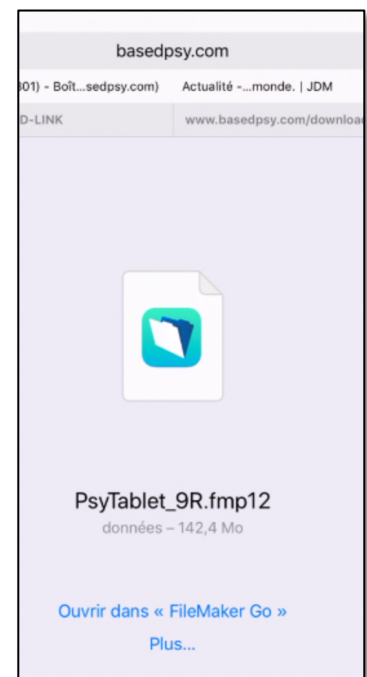 basedpsy.com
301) - Boît...sedpsy.com) Actualité -...monde. | JDM
D-LINK www.basedpsy.com/download
PsyTablet_9R.fmp12
données – 142,4 Mo
Ouvrir dans « FileMaker Go »
Plus...